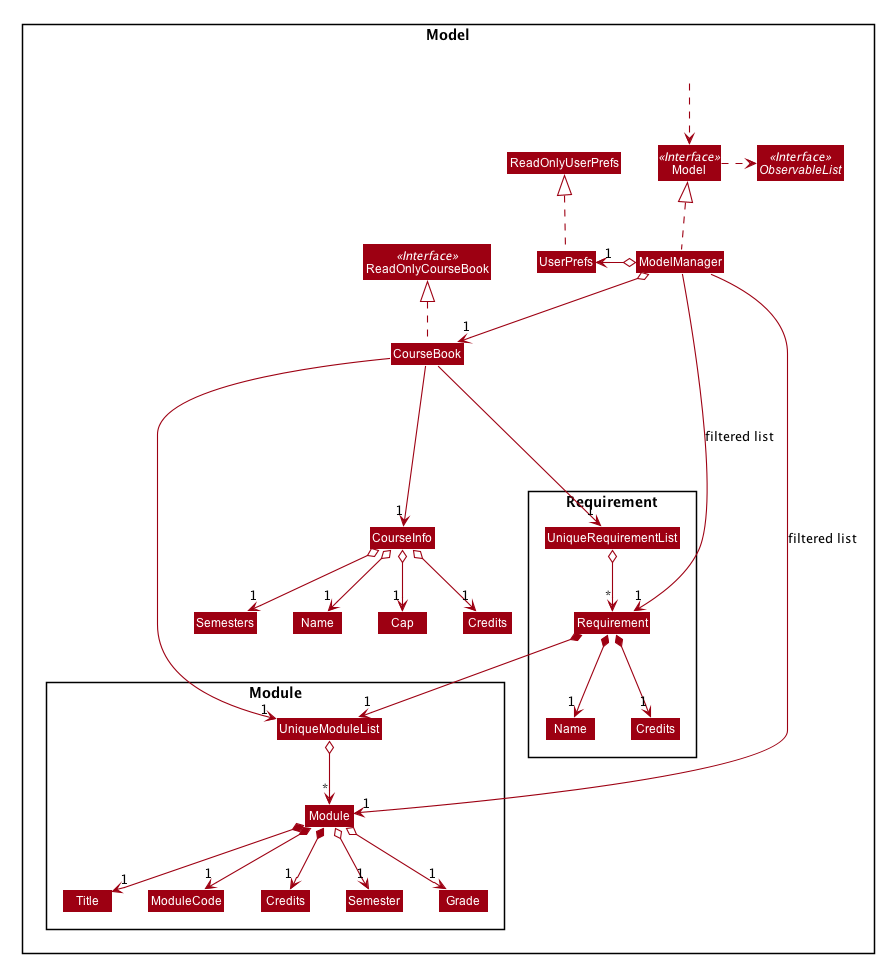 Model
ReadOnlyUserPrefs
«Interface»
Model
«Interface»
ObservableList
«Interface»
ReadOnlyCourseBook
UserPrefs
1
ModelManager
1
CourseBook
filtered list
filtered list
Requirement
1
1
CourseInfo
UniqueRequirementList
1
1
1
1
*
1
Semesters
Name
Cap
Credits
Requirement
Module
1
1
1
1
UniqueModuleList
Name
Credits
*
1
Module
1
1
1
1
1
Title
ModuleCode
Credits
Semester
Grade